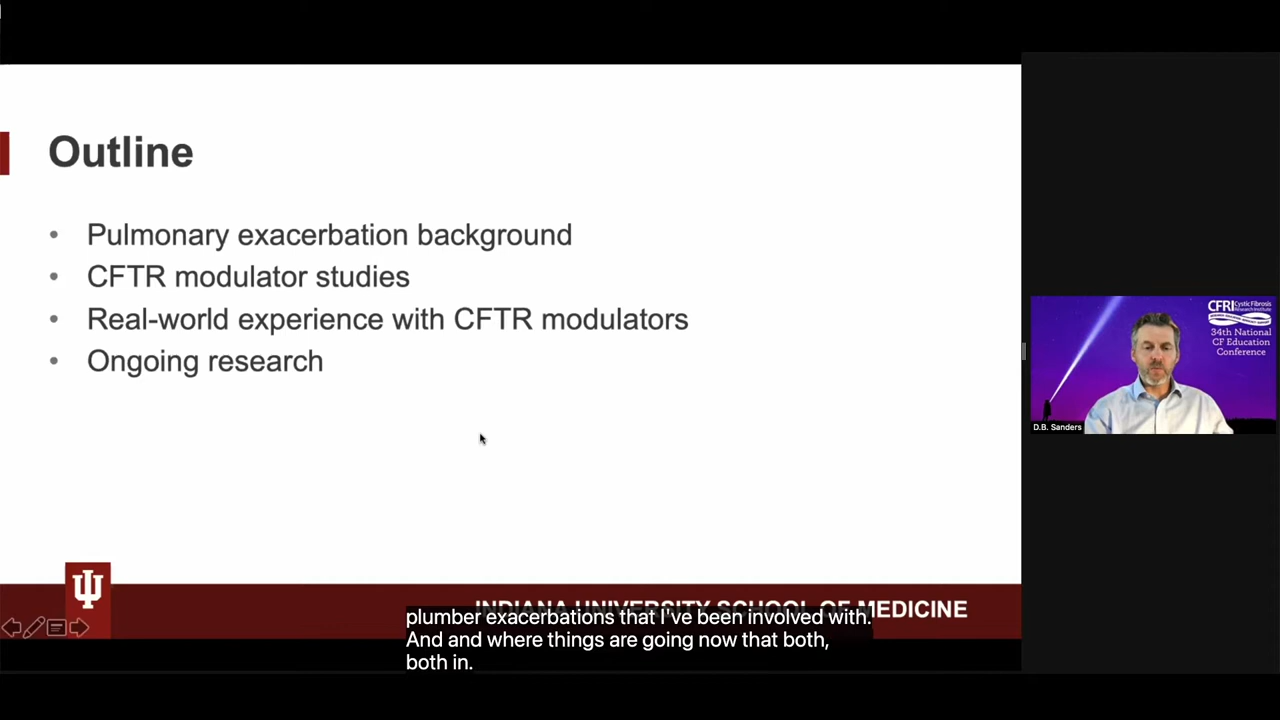 Outline
• Pulmonary exacerbation background
• CFTR modulator studies
• Real-world experience with CFTR modulators
• Ongoing research
INDIANA UNIVERSITY SCHOOL OF MEDICINE
plumber exacerbations that I've been involved with.
And and where things are going now that both,
both in.
CFRI Cystic Fibrosis
Research Institute
34th National
CF Education
Conference
D.B. Sanders